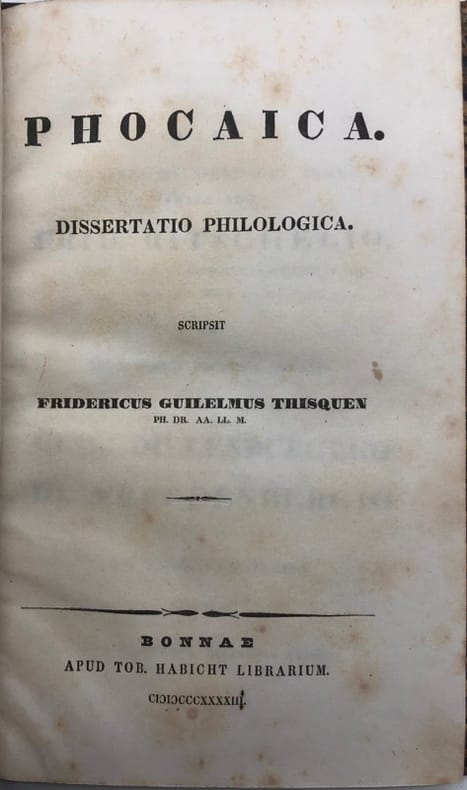 PHOCAICA.
DISSERTATIO PHILOLOGICA.
SCRIPSIT
FRIDERICUS GUILELMUS THISQUEN
PH. DR. AA. LL. M.
BONNAE
APUD TOB. HABICHT LIBRARIUM.
CIƆIƆCCCXXXXIII.